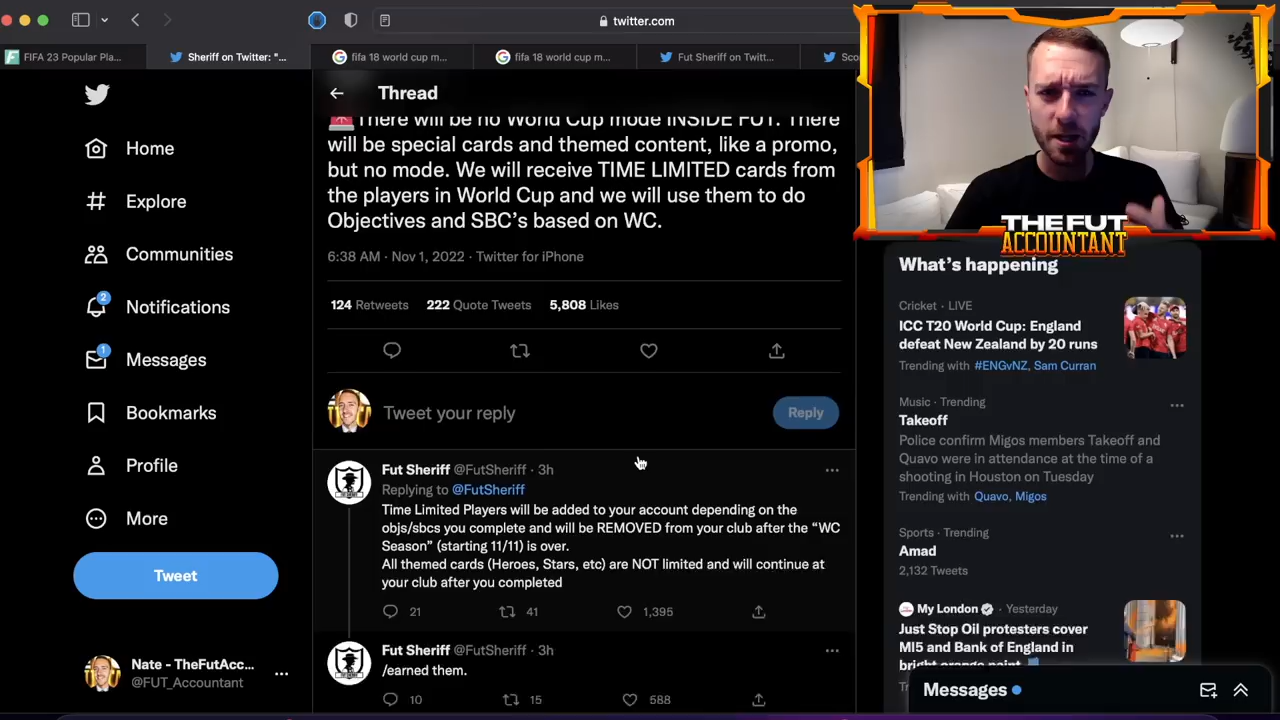 twitter.com
FIFA 23 Popular Pla...
Sheriff on Twitter: "...
fifa 18 world cup m...
fifa 18 world cup m...
Fut Sheriff on Twitt...
Sco
Home
Explore
Communities
2
Notifications
1
Messages
Bookmarks
Profile
More
Tweet
Nate - TheFutAcc...
@FUT_Accountant
Thread
There will be no World Cup mode INSIDE FUT. There
will be special cards and themed content, like a promo,
but no mode. We will receive TIME LIMITED cards from
the players in World Cup and we will use them to do
Objectives and SBC's based on WC.
6:38 AM · Nov 1, 2022 · Twitter for iPhone
124 Retweets 222 Quote Tweets 5,808 Likes
Tweet your reply
Reply
Fut Sheriff @FutSheriff · 3h
Replying to @FutSheriff
Time Limited Players will be added to your account depending on the
objs/sbcs you complete and will be REMOVED from your club after the “WC
Season” (starting 11/11) is over.
All themed cards (Heroes, Stars, etc) are NOT limited and will continue at
your club after you completed
21 41 1,395
Fut Sheriff @FutSheriff · 3h
/earned them.
10 15 588
THE FUT
ACCOUNTANT
What's happening
Cricket · LIVE
ICC T20 World Cup: England
defeat New Zealand by 20 runs
Trending with #ENGvNZ, Sam Curran
Music · Trending
Takeoff
Police confirm Migos members Takeoff and
Quavo were in attendance at the time of a
shooting in Houston on Tuesday
Trending with Quavo, Migos
Sports · Trending
Amad
2,132 Tweets
My London · Yesterday
Just Stop Oil protesters cover
MI5 and Bank of England in
bright orange paint
Messages